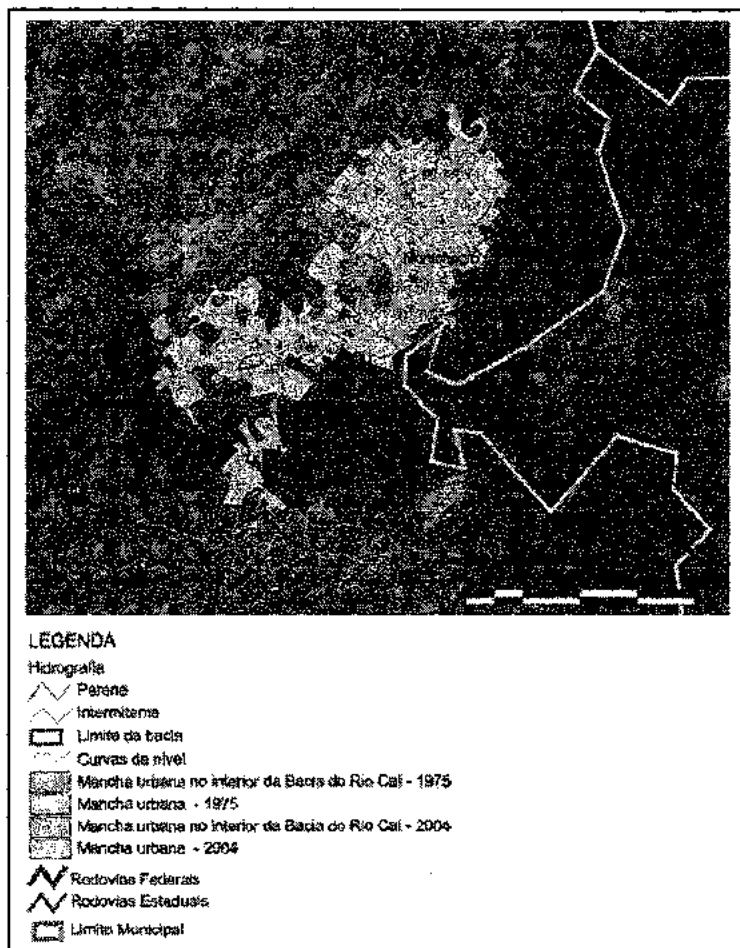 LEGENDA
Hidrografia
Perene
Intermitente
Limite da bacia
Curvas de nível
Mancha urbana no interior da Bacia do Rio Caí - 1975
Mancha urbana - 1975
Mancha urbana no interior da Bacia do Rio Caí - 2004
Mancha urbana - 2004
Rodovias Federais
Rodovias Estaduais
Limite Municipal